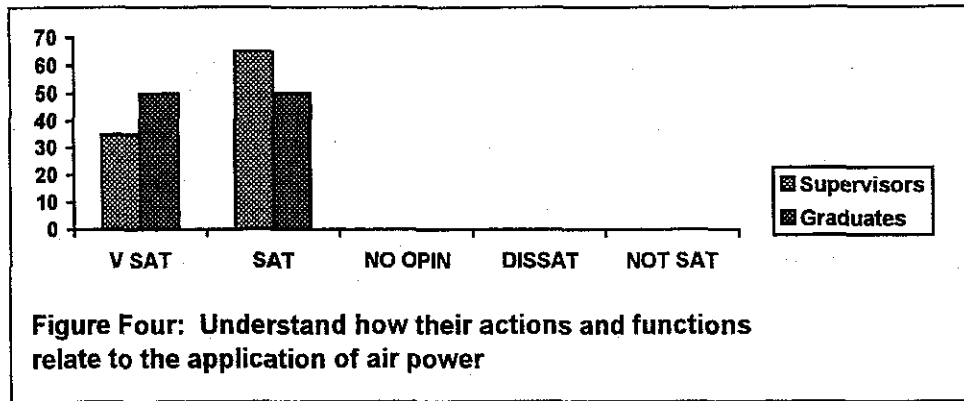 70
60
50
40
30
20
10
0
V SAT SAT NO OPIN DISSAT NOT SAT
Supervisors
Graduates
Figure Four: Understand how their actions and functions
relate to the application of air power